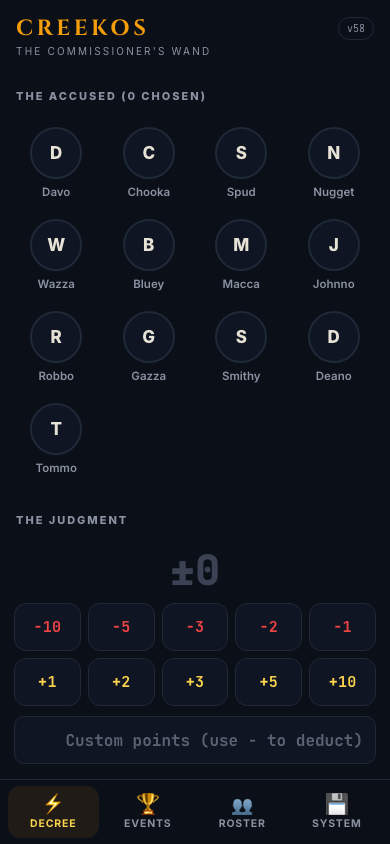 CREEKOS
v58
THE COMMISSIONER'S WAND
THE ACCUSED (0 CHOSEN)
D C S N
Davo Chooka Spud Nugget
W B M J
Wazza Bluey Macca Johnno
R G S D
Robbo Gazza Smithy Deano
T
Tommo
THE JUDGMENT
±0
-10 -5 -3 -2 -1
+1 +2 +3 +5 +10
Custom points (use - to deduct)
DECREE EVENTS ROSTER SYSTEM